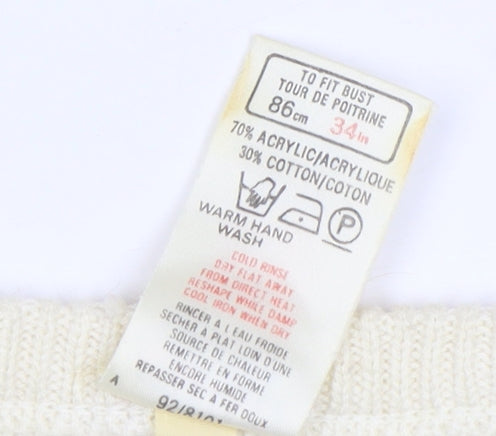 TO FIT BUST
TOUR DE POITRINE
86cm 34in
70% ACRYLIC/ACRYLIQUE
30% COTTON/COTON
P
WARM HAND
WASH
COLD RINSE
DRY FLAT AWAY
FROM DIRECT HEAT
RESHAPE WHILE DAMP
COOL IRON WHEN DRY
RINCER A L'EAU FROIDE
SECHER A PLAT LOIN D'UNE
SOURCE DE CHALEUR
REMETTRE EN FORME
ENCORE HUMIDE
REPASSER SEC A FER DOUX
A